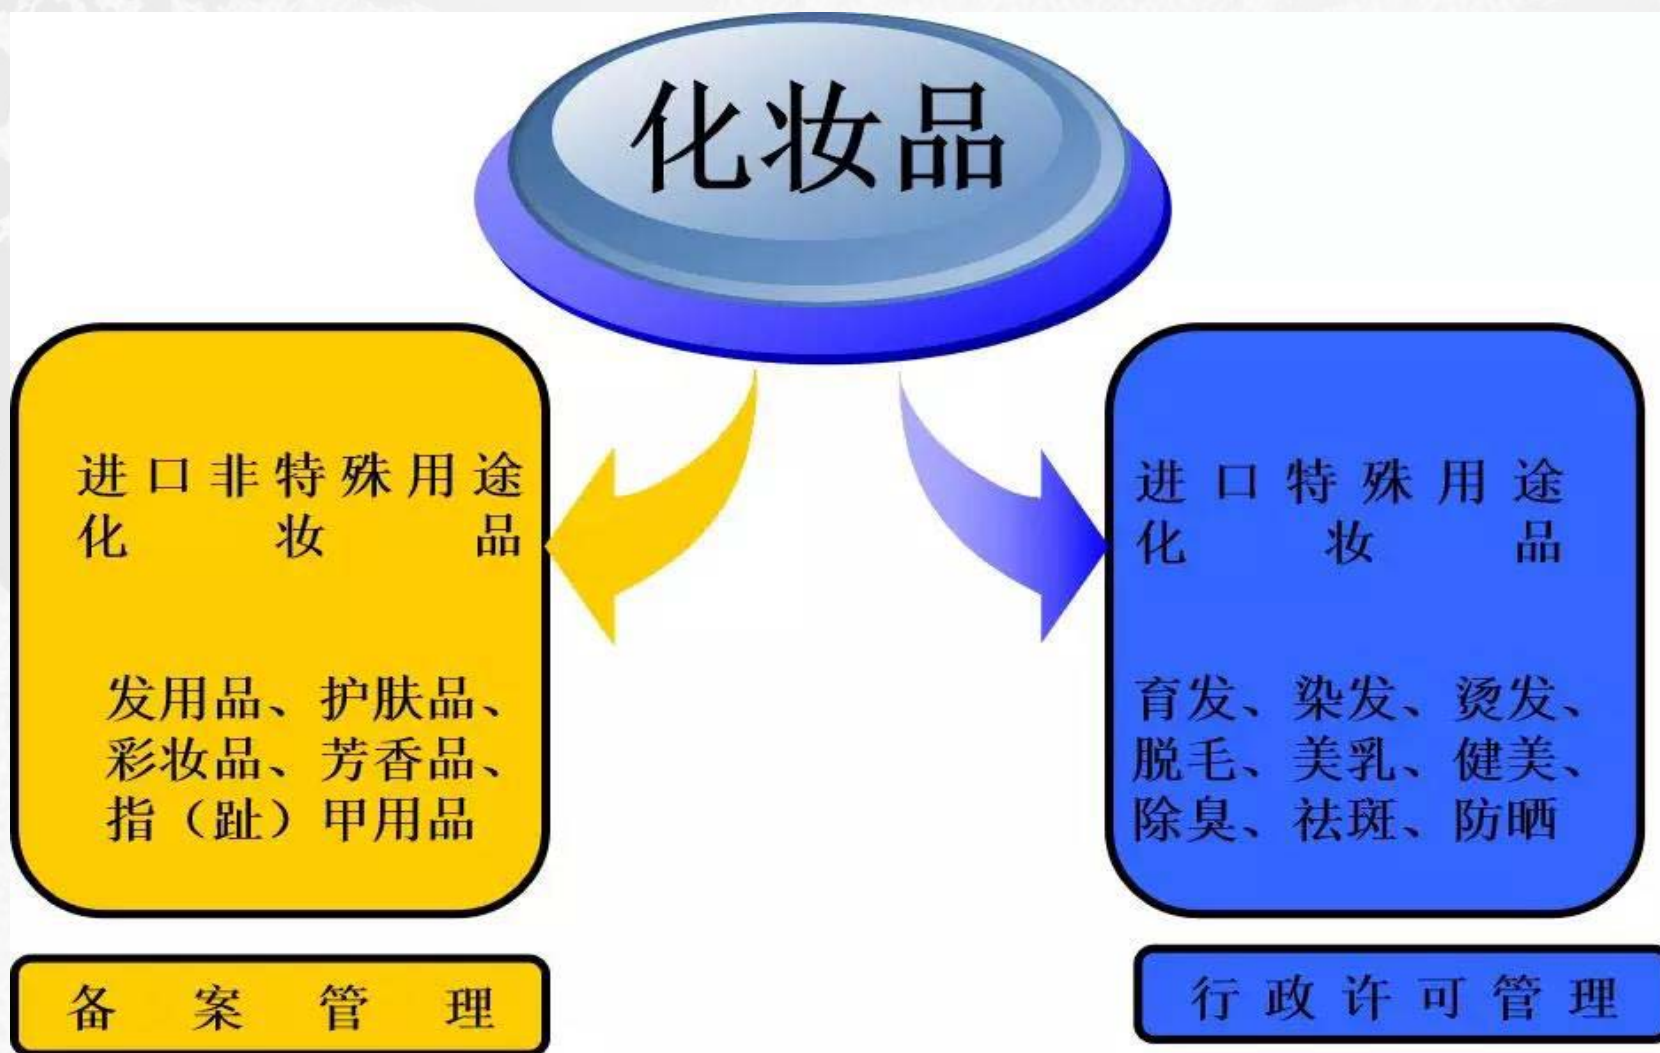 化妆品
进口非特殊用途
化妆品
发用品、护肤品、
彩妆品、芳香品、
指（趾）甲用品
备案管理
进口特殊用途
化妆品
育发、染发、烫发、
脱毛、美乳、健美、
除臭、祛斑、防晒
行政许可管理